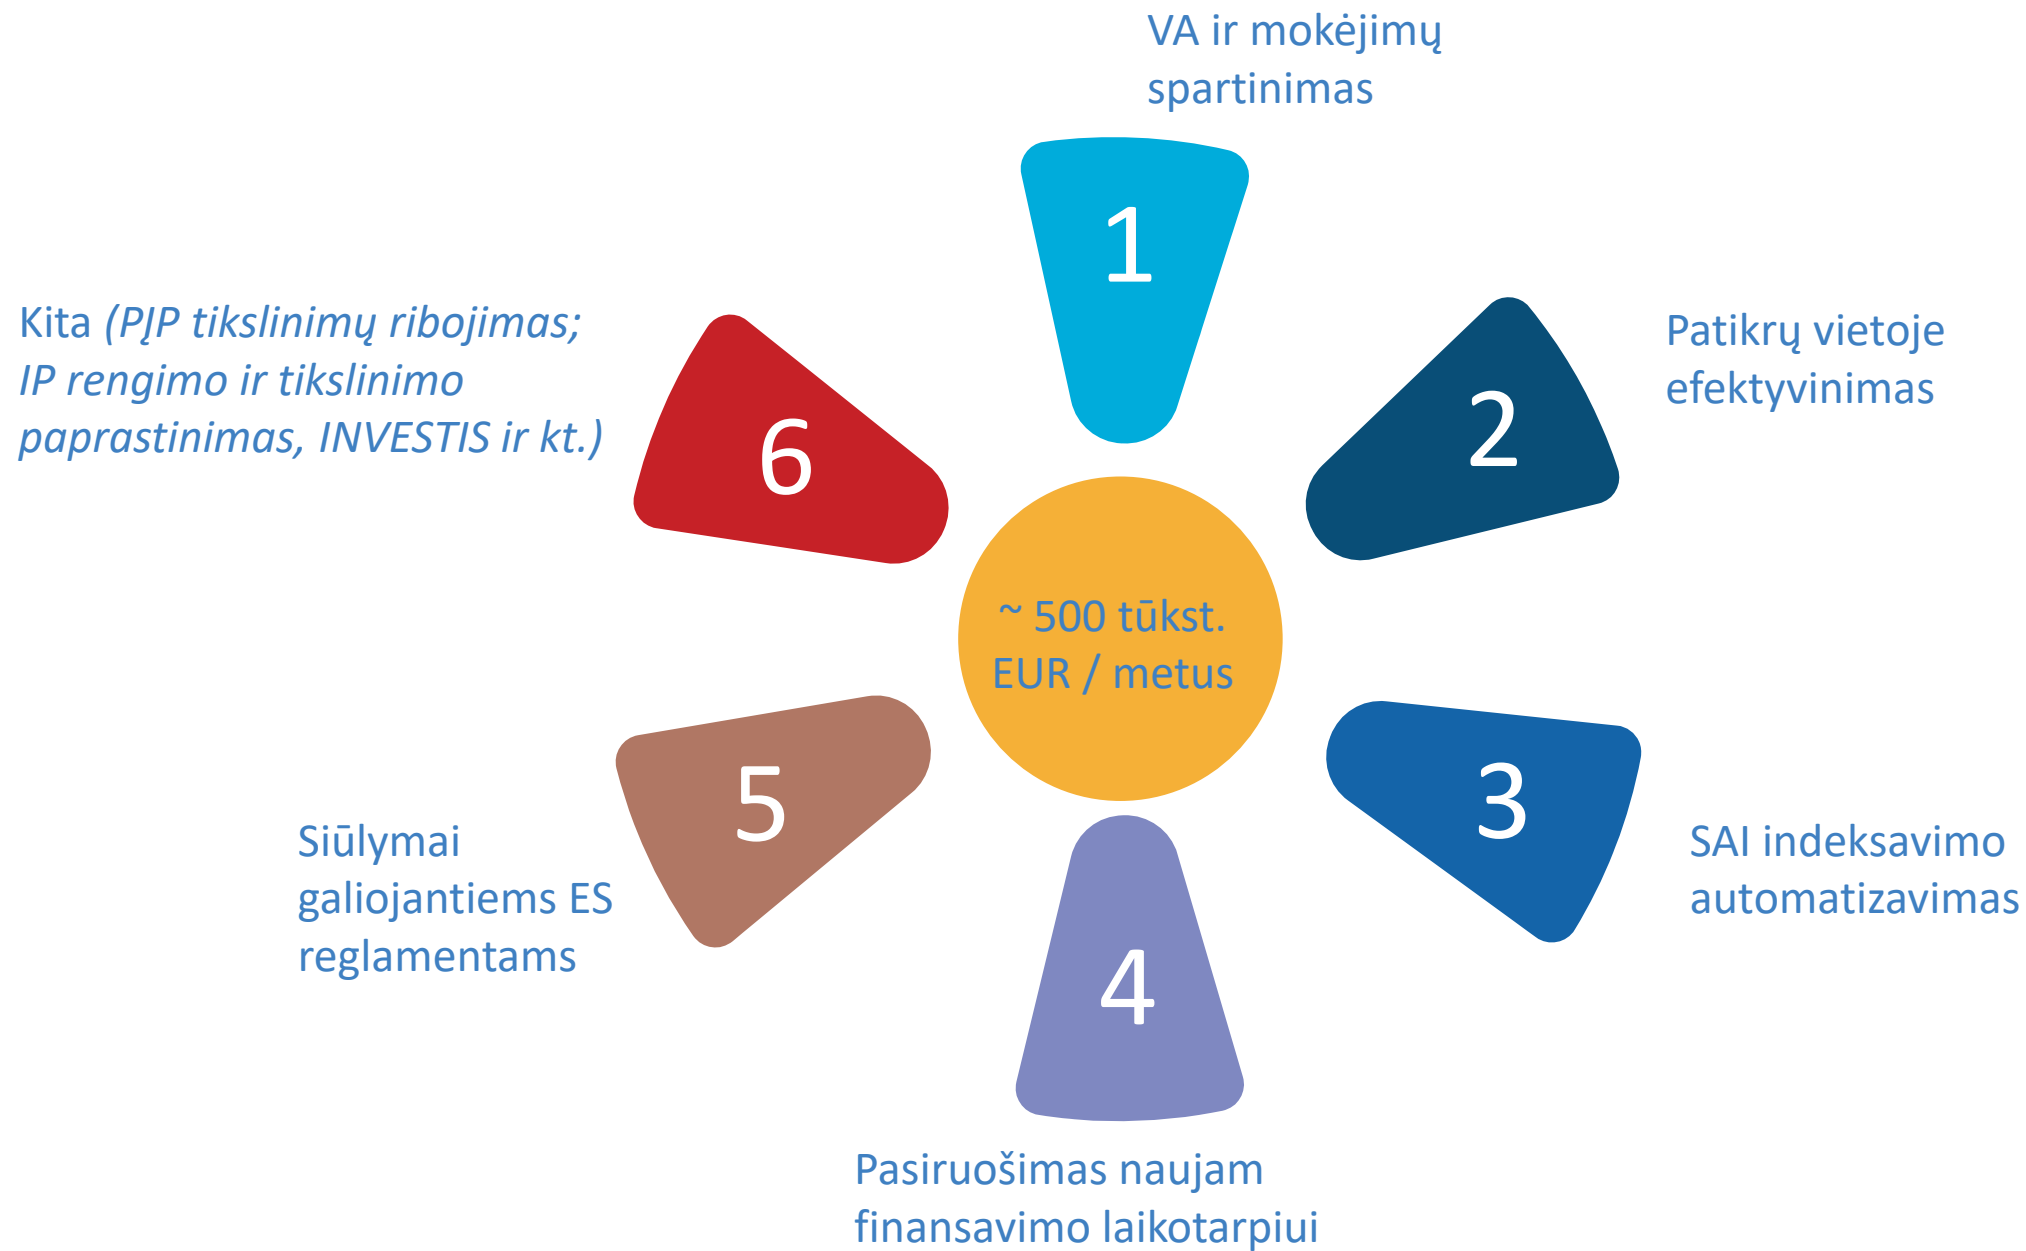 VA ir mokėjimų
spartinimas
1
Patikrų vietoje
efektyvinimas
2
SAI indeksavimo
automatizavimas
3
Pasiruošimas naujam
finansavimo laikotarpiui
4
Siūlymai
galiojantiems ES
reglamentams
5
Kita (PĮP tikslinimų ribojimas;
IP rengimo ir tikslinimo
paprastinimas, INVESTIS ir kt.)
6
~ 500 tūkst.
EUR / metus